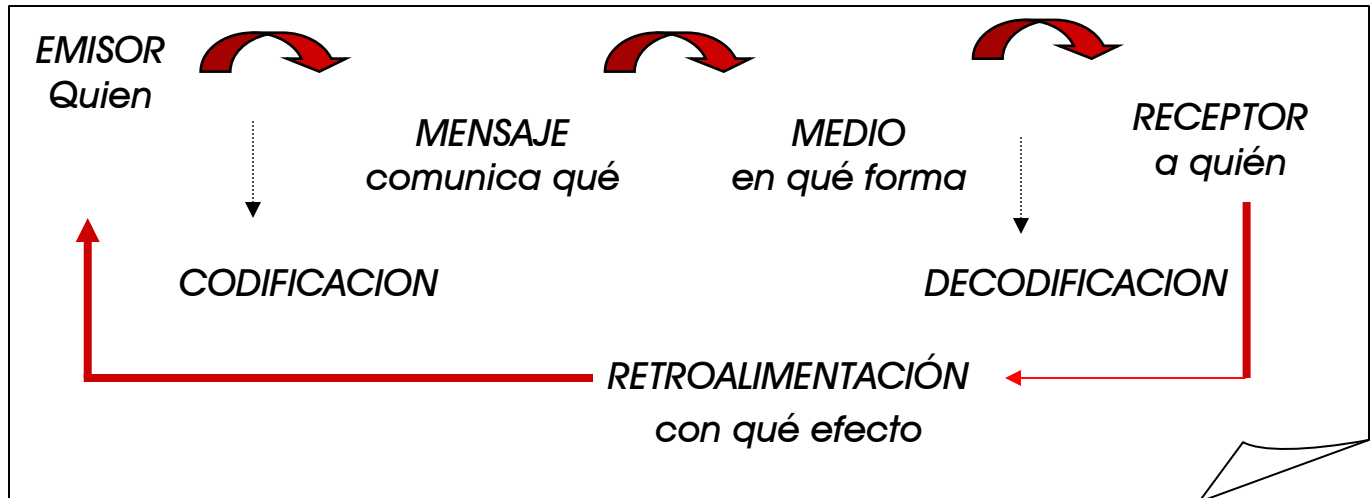 EMISOR
Quien
MENSAJE
comunica qué
MEDIO
en qué forma
RECEPTOR
a quién
CODIFICACION
DECODIFICACION
RETROALIMENTACIÓN
con qué efecto